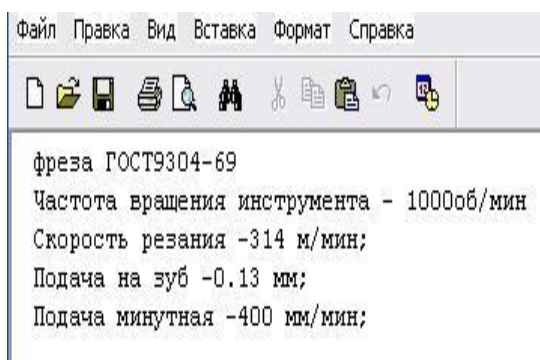 Файл Правка Вид Вставка Формат Справка
фреза ГОСТ9304-69
Частота вращения инструмента - 1000об/мин
Скорость резания -314 м/мин;
Подача на зуб -0.13 мм;
Подача минутная -400 мм/мин;